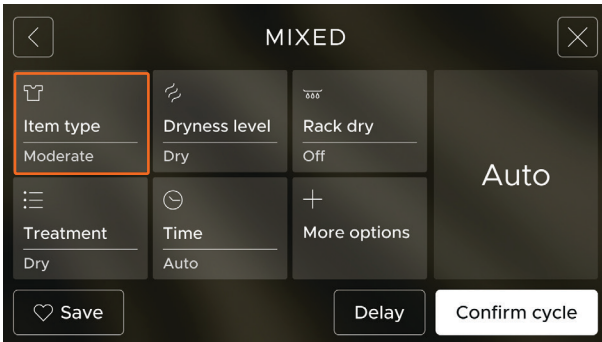 MIXED
Item type
Moderate
Dryness level
Dry
Rack dry
Off
Auto
Treatment
Dry
Time
Auto
More options
Save
Delay
Confirm cycle